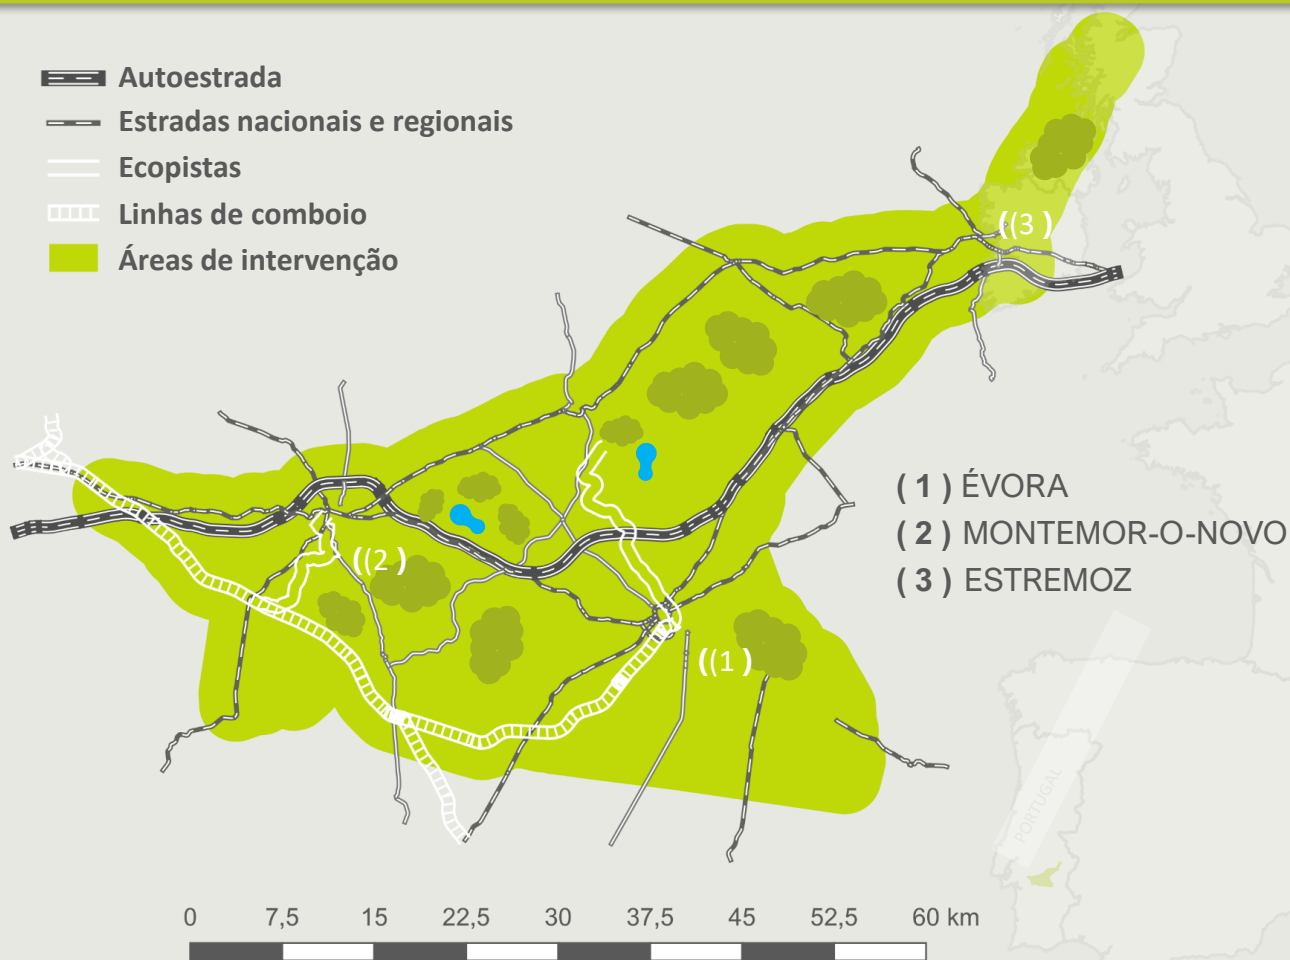 Autoestrada
Estradas nacionais e regionais
Ecopistas
Linhas de comboio
Áreas de intervenção
((3 )
( 1 ) ÉVORA
( 2 ) MONTEMOR-O-NOVO
( 3 ) ESTREMOZ
((2 )
((1 )
PORTUGAL
0 7,5 15 22,5 30 37,5 45 52,5 60 km